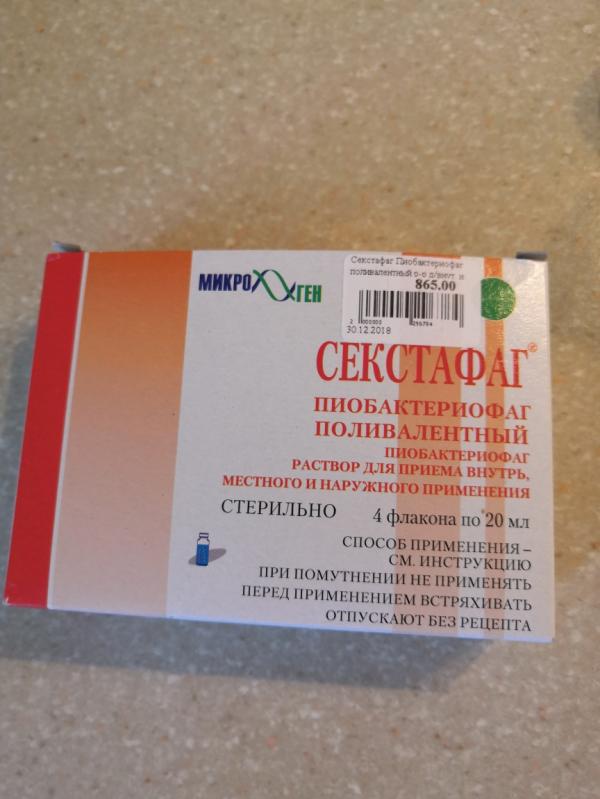 Секстафаг Пиобактериофаг
поливалентный р-р д/внут. и
865.00
30.12.2018
МИКРОГЕН
СЕКСТАФАГ®
ПИОБАКТЕРИОФАГ
ПОЛИВАЛЕНТНЫЙ
ПИОБАКТЕРИОФАГ
РАСТВОР ДЛЯ ПРИЕМА ВНУТРЬ,
МЕСТНОГО И НАРУЖНОГО ПРИМЕНЕНИЯ
СТЕРИЛЬНО 4 флакона по 20 мл
СПОСОБ ПРИМЕНЕНИЯ –
СМ. ИНСТРУКЦИЮ
ПРИ ПОМУТНЕНИИ НЕ ПРИМЕНЯТЬ
ПЕРЕД ПРИМЕНЕНИЕМ ВСТРЯХИВАТЬ
ОТПУСКАЮТ БЕЗ РЕЦЕПТА